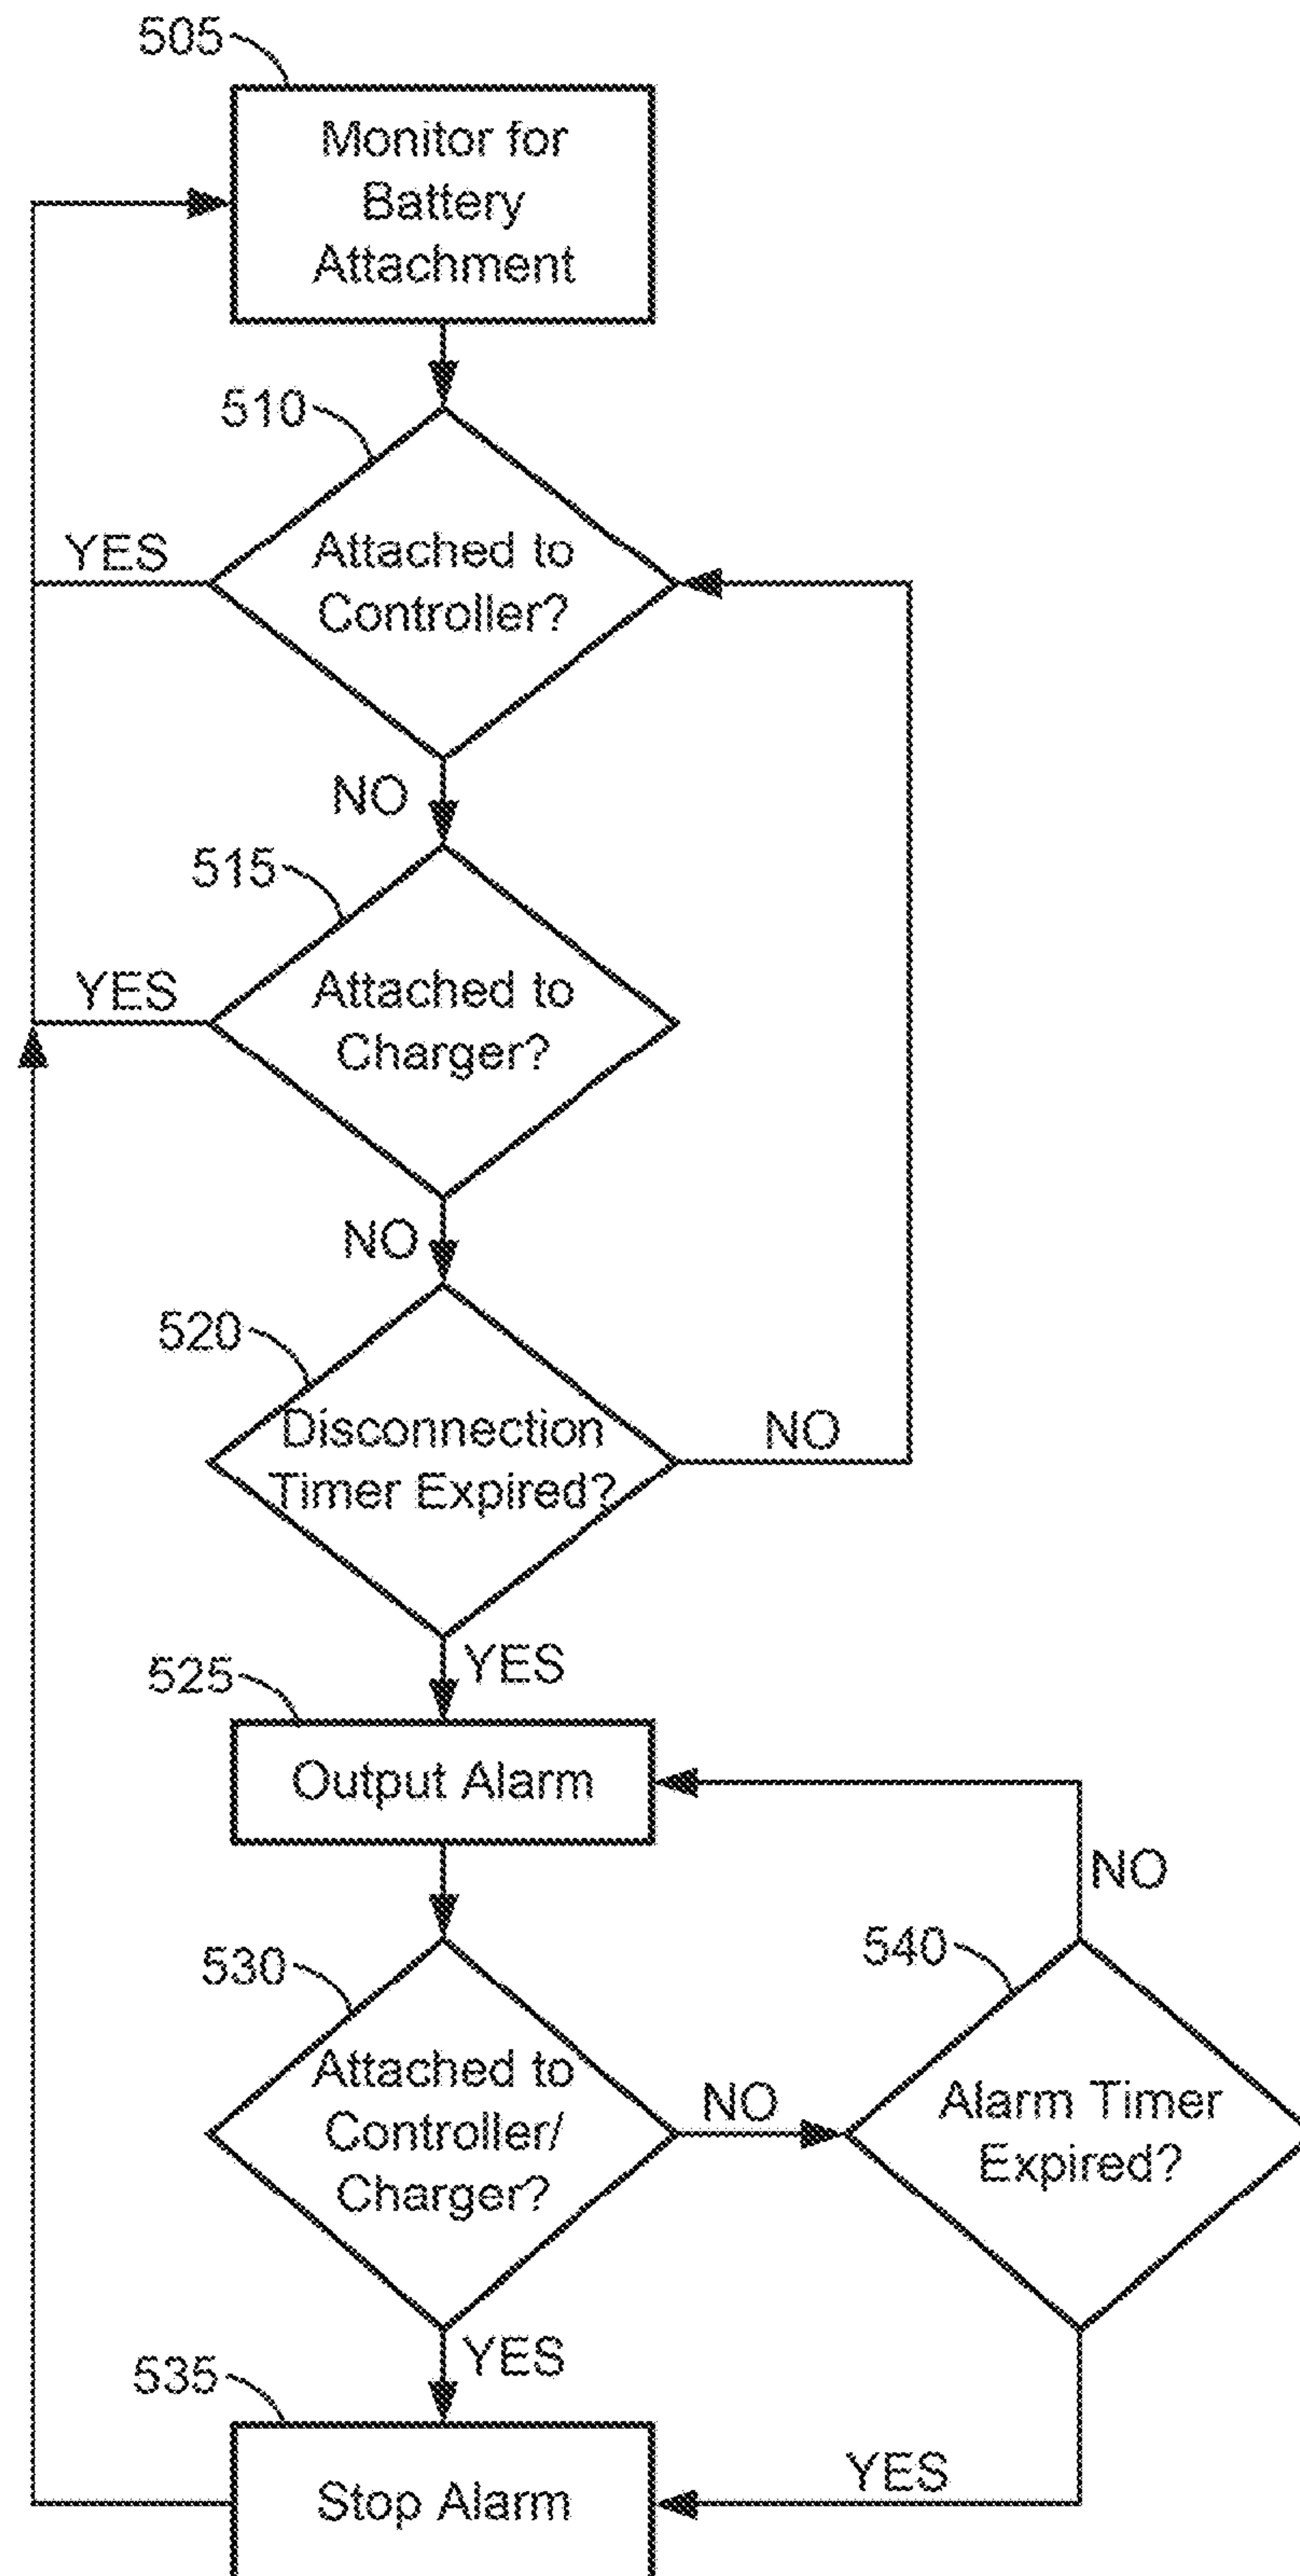 505
Monitor for
Battery
Attachment
510
Attached to
Controller?
YES
NO
515
Attached to
Charger?
YES
NO
520
Disconnection
Timer Expired?
NO
YES
525
Output Alarm
NO
530
Attached to
Controller/
Charger?
NO
540
Alarm Timer
Expired?
YES
535
Stop Alarm
YES